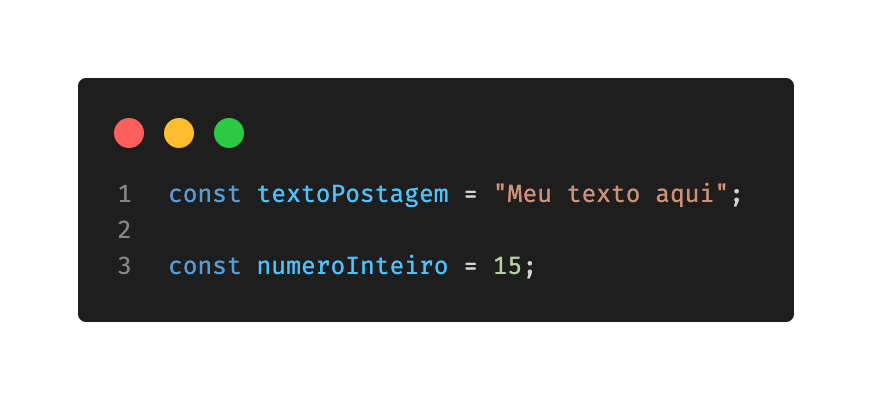 1 const textoPostagem = "Meu texto aqui";
2
3 const numeroInteiro = 15;